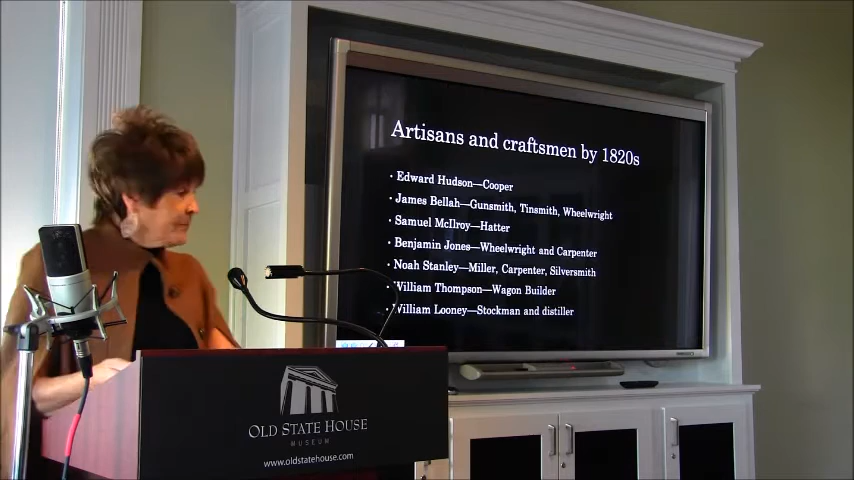 Artisans and craftsmen by 1820s
• Edward Hudson—Cooper
• James Bellah—Gunsmith, Tinsmith, Wheelwright
• Samuel McIlroy—Hatter
• Benjamin Jones—Wheelwright and Carpenter
• Noah Stanley—Miller, Carpenter, Silversmith
• William Thompson—Wagon Builder
• William Looney—Stockman and distiller
OLD STATE HOUSE
MUSEUM
www.oldstatehouse.com